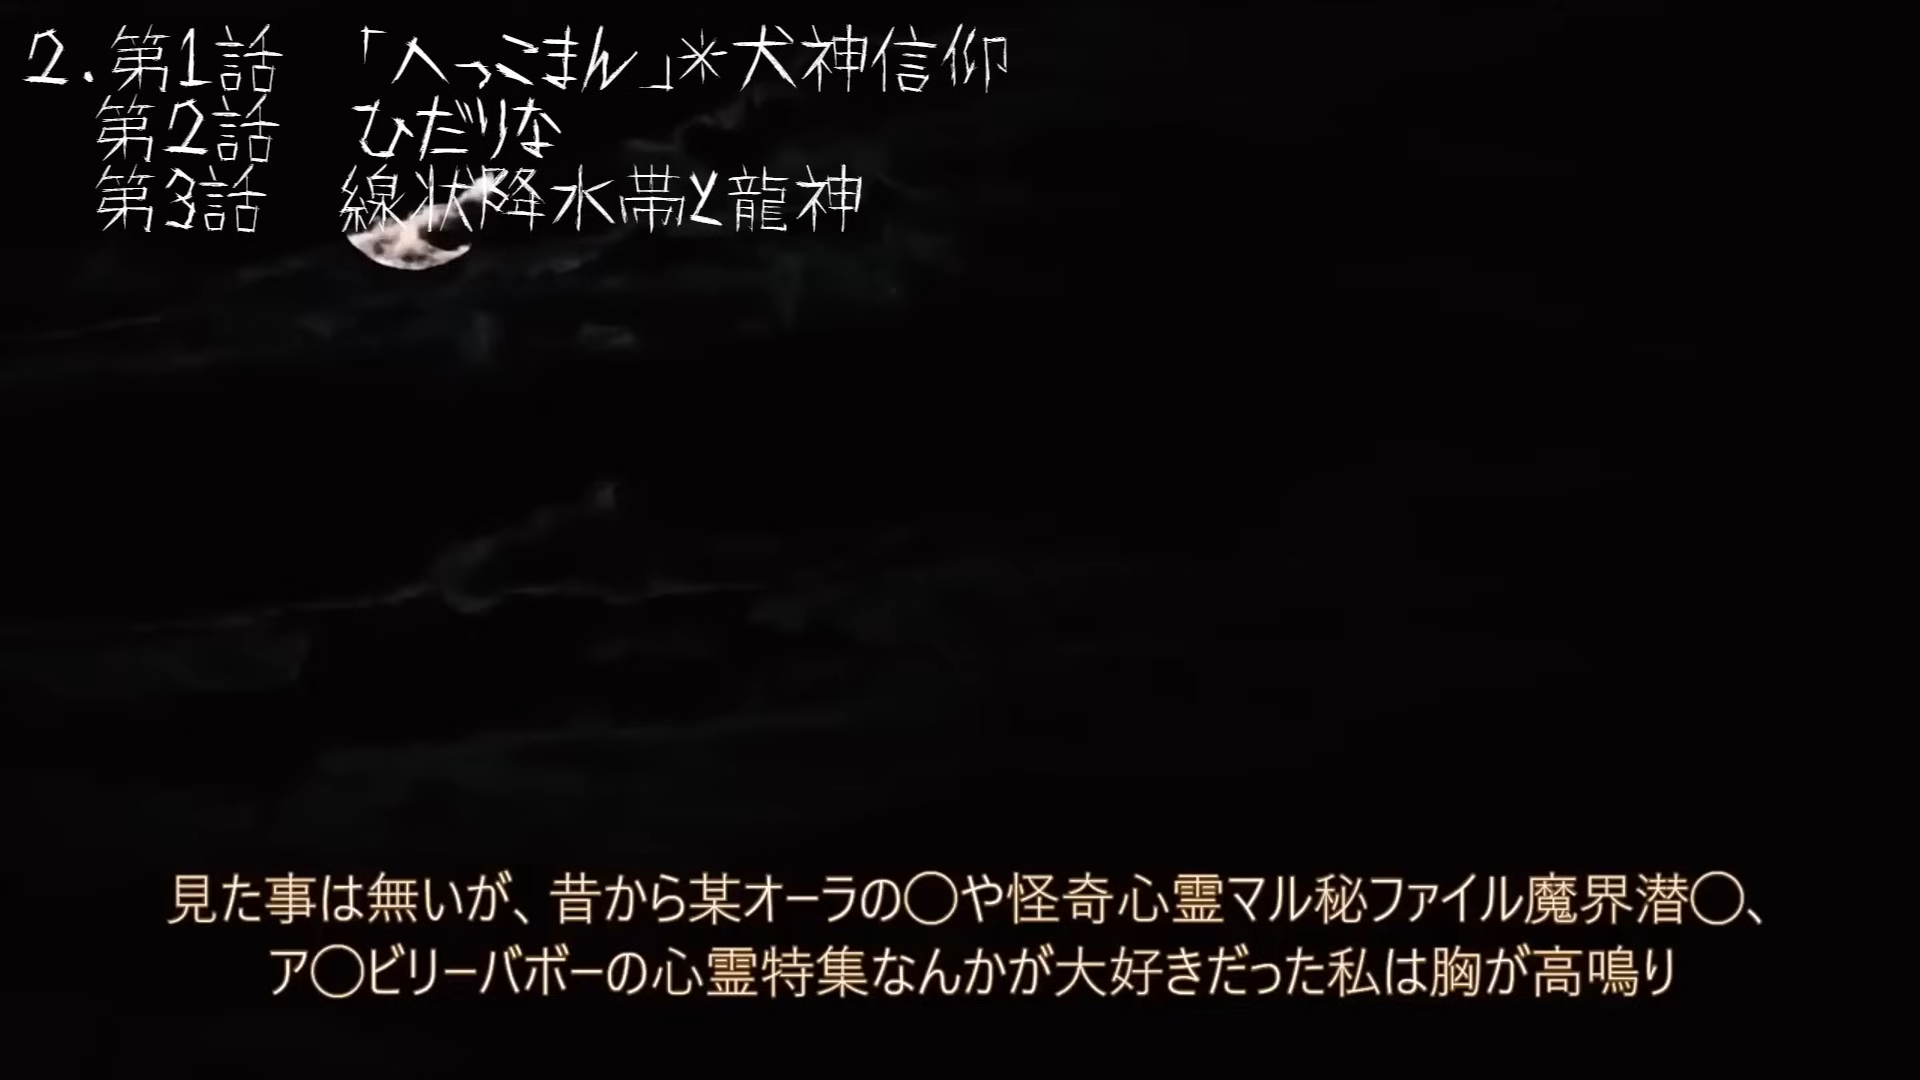 2.第1話　「へっこまん」*犬神信仰
第2話　ひだりな
第3話　線状降水帯と龍神
見た事は無いが、昔から某オーラの◯や怪奇心霊マル秘ファイル魔界潜◯、
ア◯ビリーバボーの心霊特集なんかが大好きだった私は胸が高鳴り